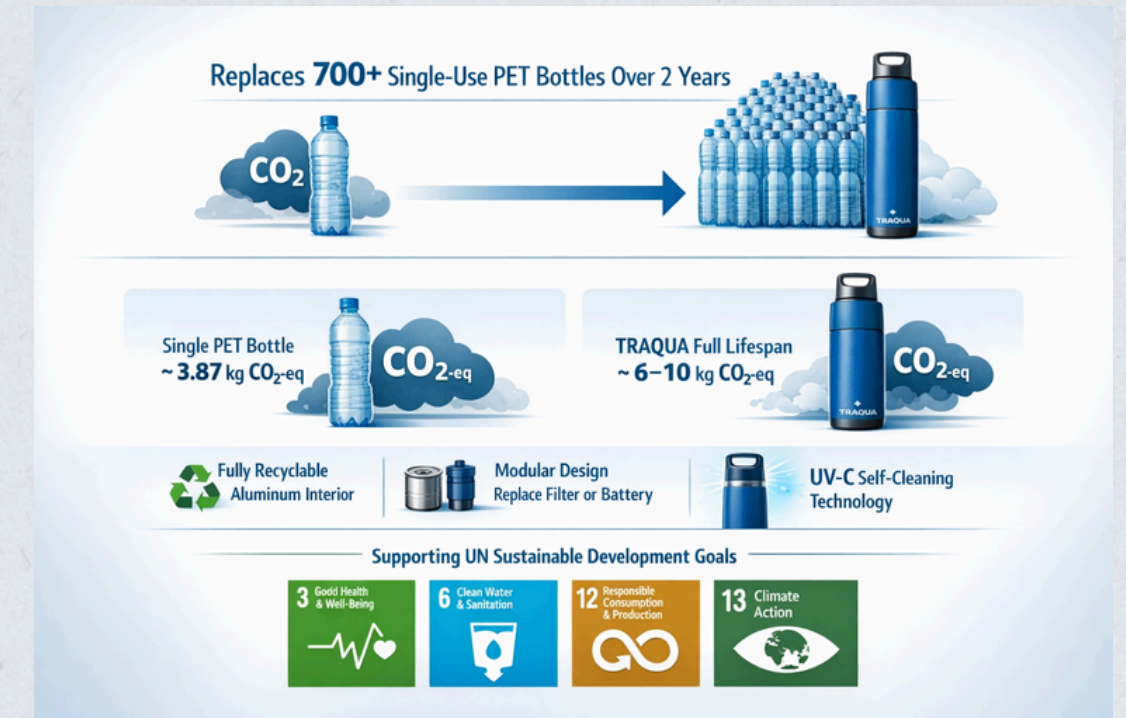 Replaces 700+ Single-Use PET Bottles Over 2 Years
CO2
TRAQUA
Single PET Bottle
~ 3.87 kg CO2-eq
CO2-eq
TRAQUA Full Lifespan
~ 6–10 kg CO2-eq
CO2-eq
TRAQUA
Fully Recyclable
Aluminum Interior
Modular Design
Replace Filter or Battery
UV-C Self-Cleaning
Technology
Supporting UN Sustainable Development Goals
3 Godd Health
& Well-Being
6 Clean Water
& Sanitation
12 Responsible
Consumption
& Production
13 Climate
Action